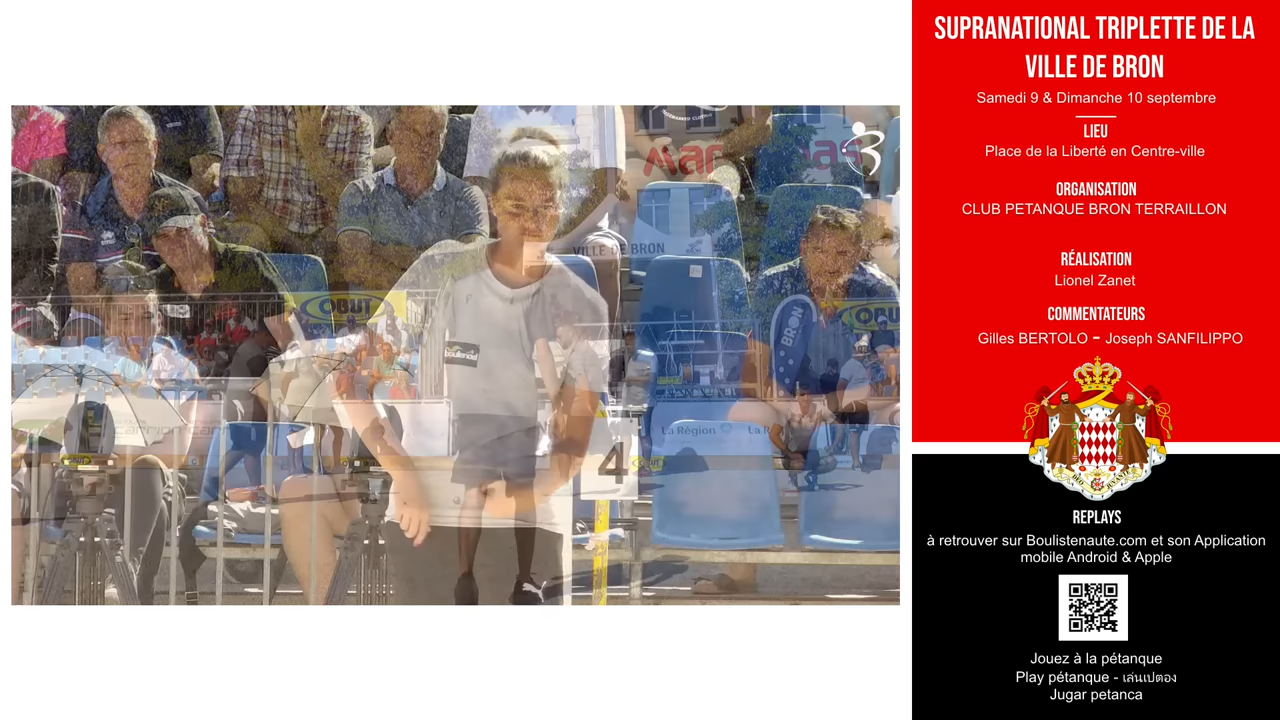 SUPRANATIONAL TRIPLETTE DE LA
VILLE DE BRON
Samedi 9 & Dimanche 10 septembre
LIEU
Place de la Liberté en Centre-ville
ORGANISATION
CLUB PETANQUE BRON TERRAILLON
RÉALISATION
Lionel Zanet
COMMENTATEURS
Gilles BERTOLO - Joseph SANFILIPPO
REPLAYS
à retrouver sur Boulistenaute.com et son Application
mobile Android & Apple
Jouez à la pétanque
Play pétanque - เล่นเปตอง
Jugar petanca
VILLE DE BRON
OBUT
BRON
La Région
4